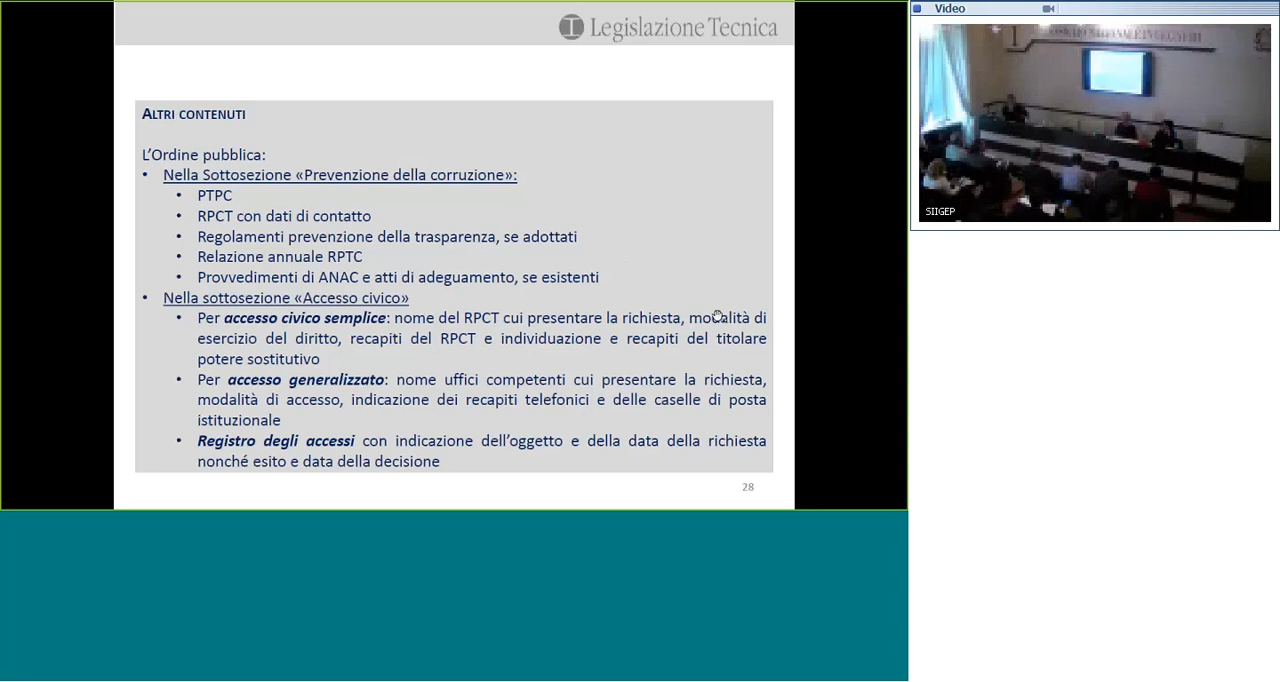 Legislazione Tecnica
Video
ALTRI CONTENUTI
L'Ordine pubblica:
• Nella Sottosezione «Prevenzione della corruzione»:
• PTPC
• RPCT con dati di contatto
• Regolamenti prevenzione della trasparenza, se adottati
• Relazione annuale RPTC
• Provvedimenti di ANAC e atti di adeguamento, se esistenti
• Nella sottosezione «Accesso civico»
• Per accesso civico semplice: nome del RPCT cui presentare la richiesta, modalità di
esercizio del diritto, recapiti del RPCT e individuazione e recapiti del titolare
potere sostitutivo
• Per accesso generalizzato: nome uffici competenti cui presentare la richiesta,
modalità di accesso, indicazione dei recapiti telefonici e delle caselle di posta
istituzionale
• Registro degli accessi con indicazione dell'oggetto e della data della richiesta
nonché esito e data della decisione
28
SIIGEP